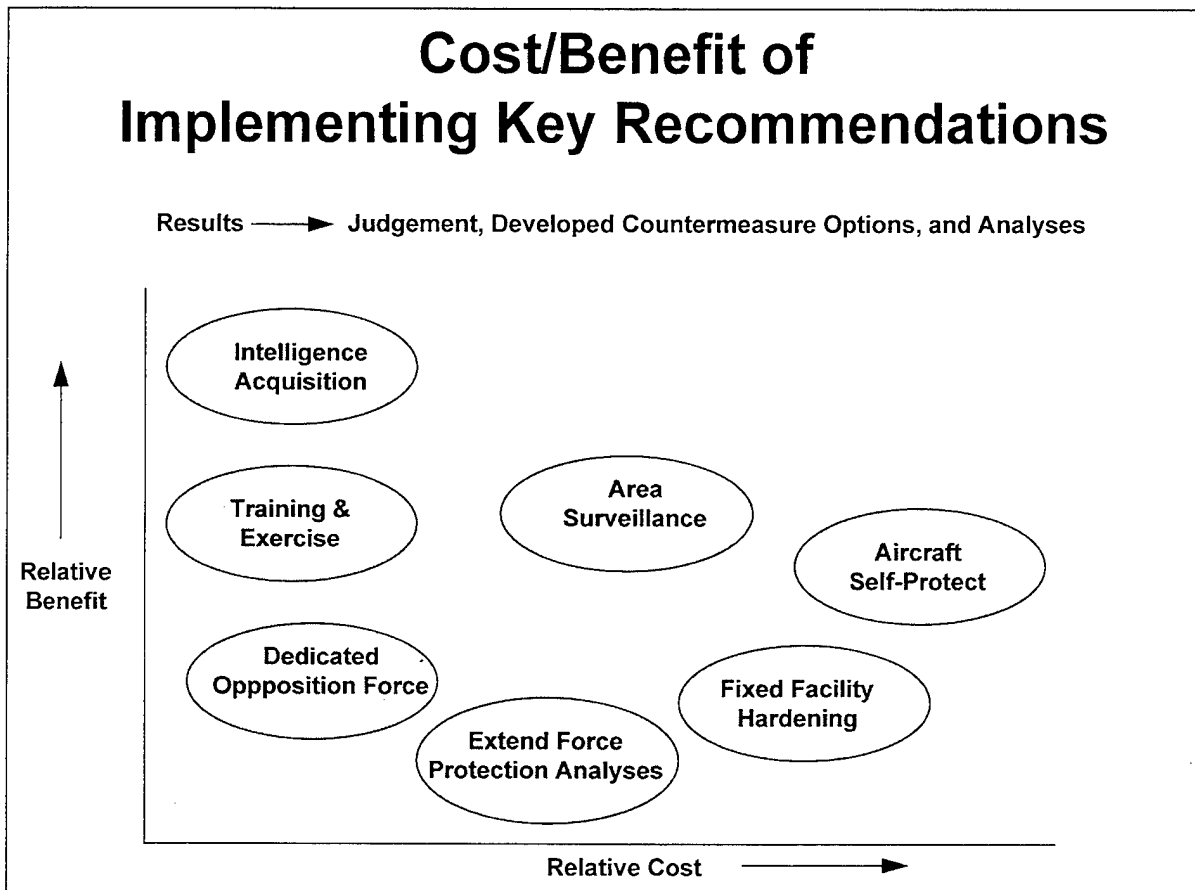 Cost/Benefit of
Implementing Key Recommendations
Results
Judgement, Developed Countermeasure Options, and Analyses
Intelligence
Acquisition
Training &
Exercise
Area
Surveillance
Aircraft
Self-Protect
Relative
Benefit
Dedicated
Oppposition Force
Fixed Facility
Hardening
Extend Force
Protection Analyses
Relative Cost